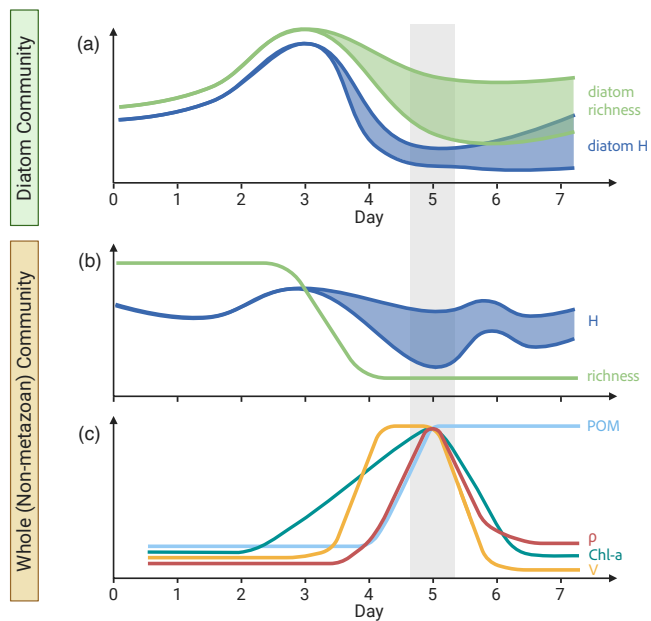 Diatom Community
(a)
diatom
richness
diatom H
0 1 2 3 4 5 6 7
Day
Whole (Non-metazoan) Community
(b)
H
richness
(c)
POM
ρ
Chl-a
V
0 1 2 3 4 5 6 7
Day